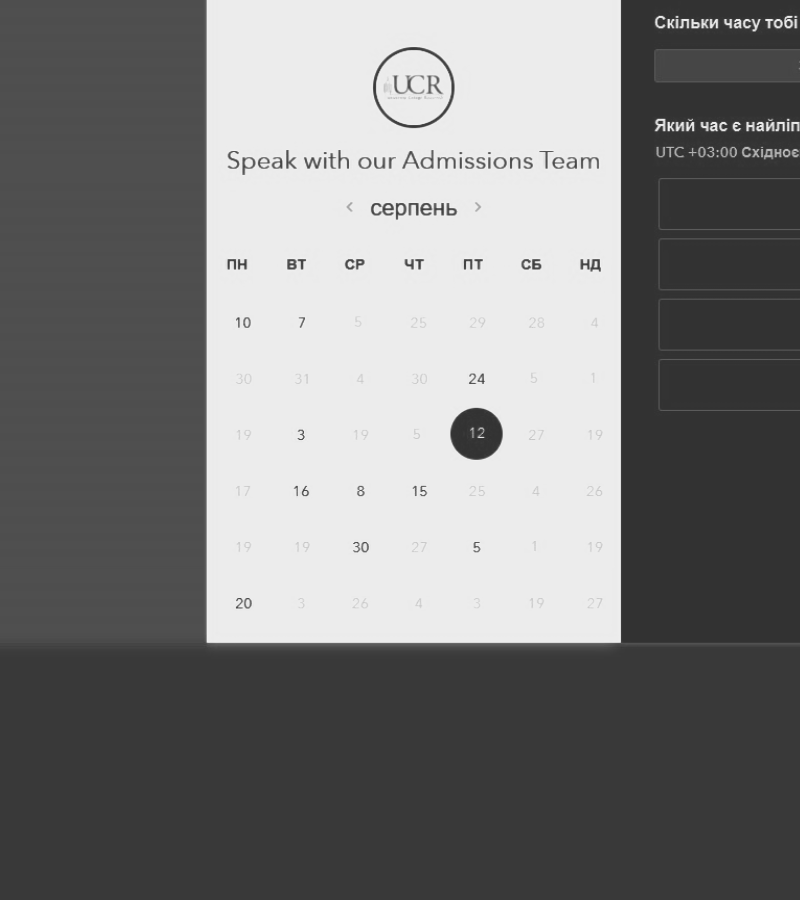 UCR
Speak with our Admissions Team
серпень
ПН ВТ СР ЧТ ПТ СБ НД
10 7 5 25 29 28 4
30 31 4 30 24 5 1
19 3 19 5 12 27 19
17 16 8 15 25 4 26
19 19 30 27 5 1 19
20 3 26 4 3 19 27
Скільки часу тобі
Який час є найліп
UTC +03:00 Східноє